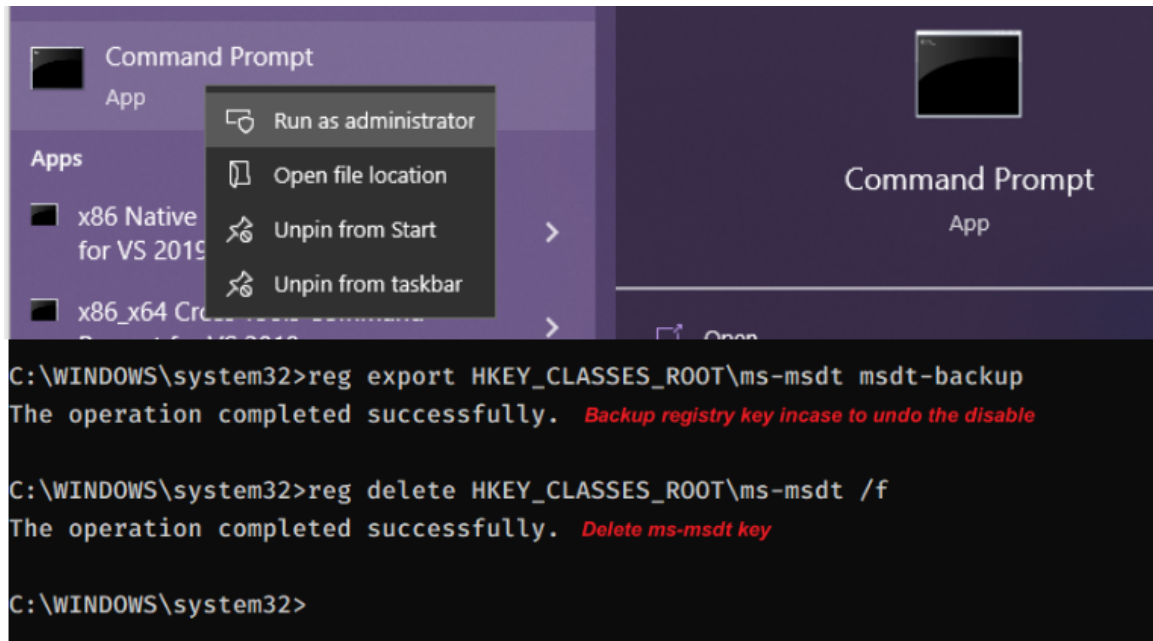 Command Prompt
App
Run as administrator
Apps
Open file location
Command Prompt
x86 Native
Unpin from Start
App
for VS 2019
Unpin from taskbar
x86_x64
Open
C:\WINDOWS\system32>reg export HKEY_CLASSES_ROOT\ms-msdt msdt-backup
The operation completed successfully. Backup registry key incase to undo the disable
C:\WINDOWS\system32>reg delete HKEY_CLASSES_ROOT\ms-msdt /f
The operation completed successfully. Delete ms-msdt key
C:\WINDOWS\system32>